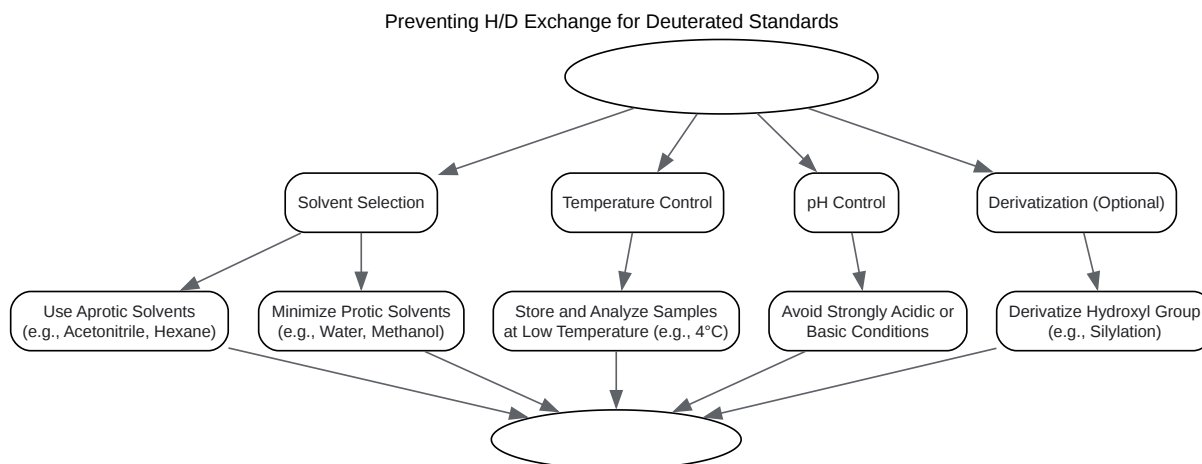 Preventing H/D Exchange for Deuterated Standards
Solvent Selection
Temperature Control
pH Control
Derivatization (Optional)
Use Aprotic Solvents
(e.g., Acetonitrile, Hexane)
Minimize Protic Solvents
(e.g., Water, Methanol)
Store and Analyze Samples
at Low Temperature (e.g., 4°C)
Avoid Strongly Acidic or
Basic Conditions
Derivatize Hydroxyl Group
(e.g., Silylation)